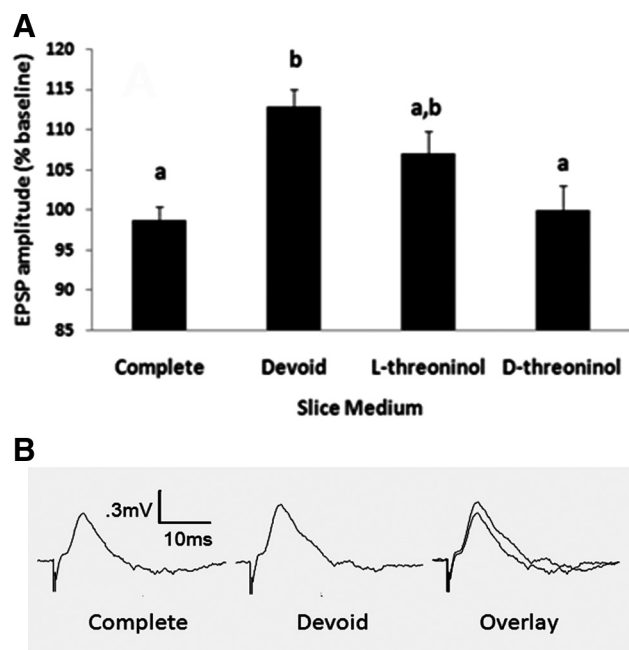 A
EPSP amplitude (% baseline)
120
115
110
105
100
95
90
85
a
b
a,b
a
Complete Devoid L-threoninol D-threoninol
Slice Medium
B
.3mV
10ms
Complete Devoid Overlay